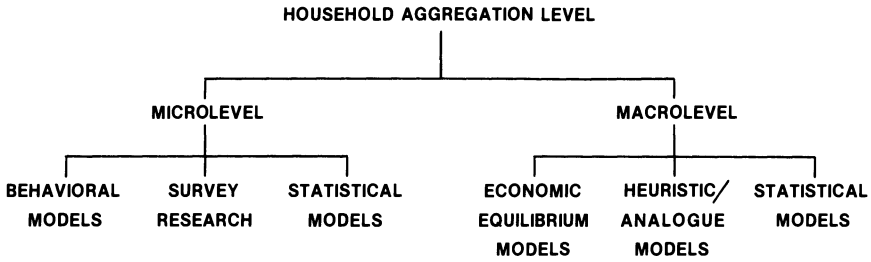 HOUSEHOLD AGGREGATION LEVEL
MICROLEVEL
MACROLEVEL
BEHAVIORAL
MODELS
SURVEY
RESEARCH
STATISTICAL
MODELS
ECONOMIC
EQUILIBRIUM
MODELS
HEURISTIC/
ANALOGUE
MODELS
STATISTICAL
MODELS